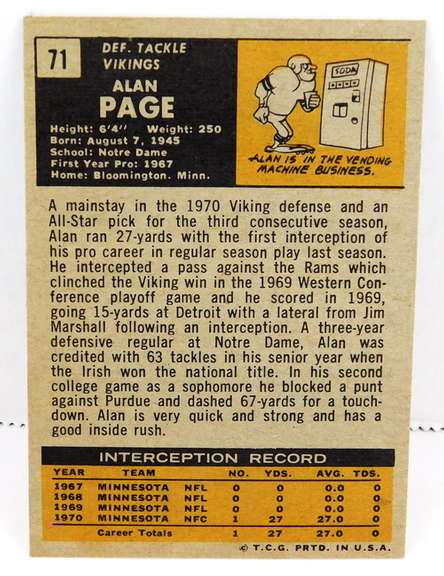 71
DEF. TACKLE
VIKINGS
ALAN
PAGE
Height: 6'4" Weight: 250
Born: August 7, 1945
School: Notre Dame
First Year Pro: 1967
Home: Bloomington, Minn.
SODA
ALAN IS IN THE VENDING
MACHINE BUSINESS.
A mainstay in the 1970 Viking defense and an
All-Star pick for the third consecutive season,
Alan ran 27-yards with the first interception of
his pro career in regular season play last season.
He intercepted a pass against the Rams which
clinched the Viking win in the 1969 Western Con-
ference playoff game and he scored in 1969,
going 15-yards at Detroit with a lateral from Jim
Marshall following an interception. A three-year
defensive regular at Notre Dame, Alan was
credited with 63 tackles in his senior year when
the Irish won the national title. In his second
college game as a sophomore he blocked a punt
against Purdue and dashed 67-yards for a touch-
down. Alan is very quick and strong and has a
good inside rush.
INTERCEPTION RECORD
YEAR TEAM NO. YDS. AVG. TDS.
1967 MINNESOTA NFL 0 0 0.0 0
1968 MINNESOTA NFL 0 0 0.0 0
1969 MINNESOTA NFL 0 0 0.0 0
1970 MINNESOTA NFC 1 27 27.0 0
Career Totals 1 27 27.0 0
© T.C.G. PRTD. IN U.S.A.